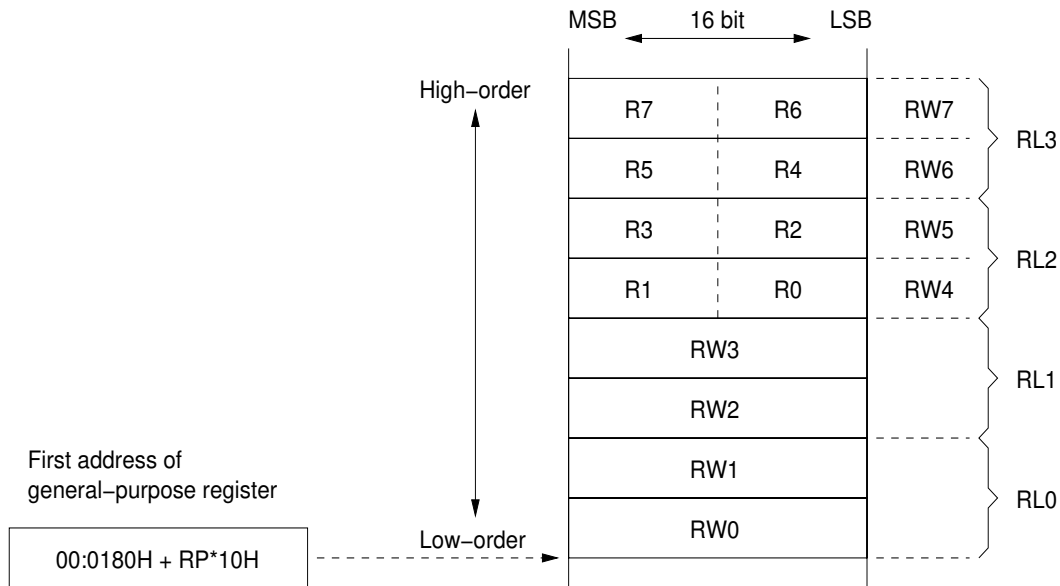 MSB 16 bit LSB
High–order
R7 R6 RW7
RL3
R5 R4 RW6
R3 R2 RW5
RL2
R1 R0 RW4
RW3
RL1
RW2
First address of
general–purpose register
RW1
RL0
Low–order
RW0
00:0180H + RP*10H